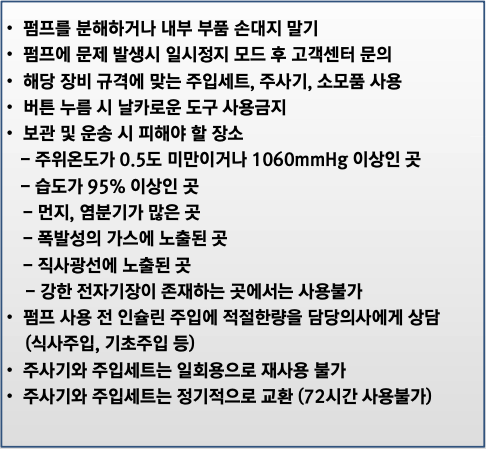 • 펌프를 분해하거나 내부 부품 손대지 말기
• 펌프에 문제 발생시 일시정지 모드 후 고객센터 문의
• 해당 장비 규격에 맞는 주입세트, 주사기, 소모품 사용
• 버튼 누름 시 날카로운 도구 사용금지
• 보관 및 운송 시 피해야 할 장소
– 주위온도가 0.5도 미만이거나 1060mmHg 이상인 곳
– 습도가 95% 이상인 곳
– 먼지, 염분기가 많은 곳
– 폭발성의 가스에 노출된 곳
– 직사광선에 노출된 곳
– 강한 전자기장이 존재하는 곳에서는 사용불가
• 펌프 사용 전 인슐린 주입에 적절한량을 담당의사에게 상담
(식사주입, 기초주입 등)
• 주사기와 주입세트는 일회용으로 재사용 불가
• 주사기와 주입세트는 정기적으로 교환 (72시간 사용불가)